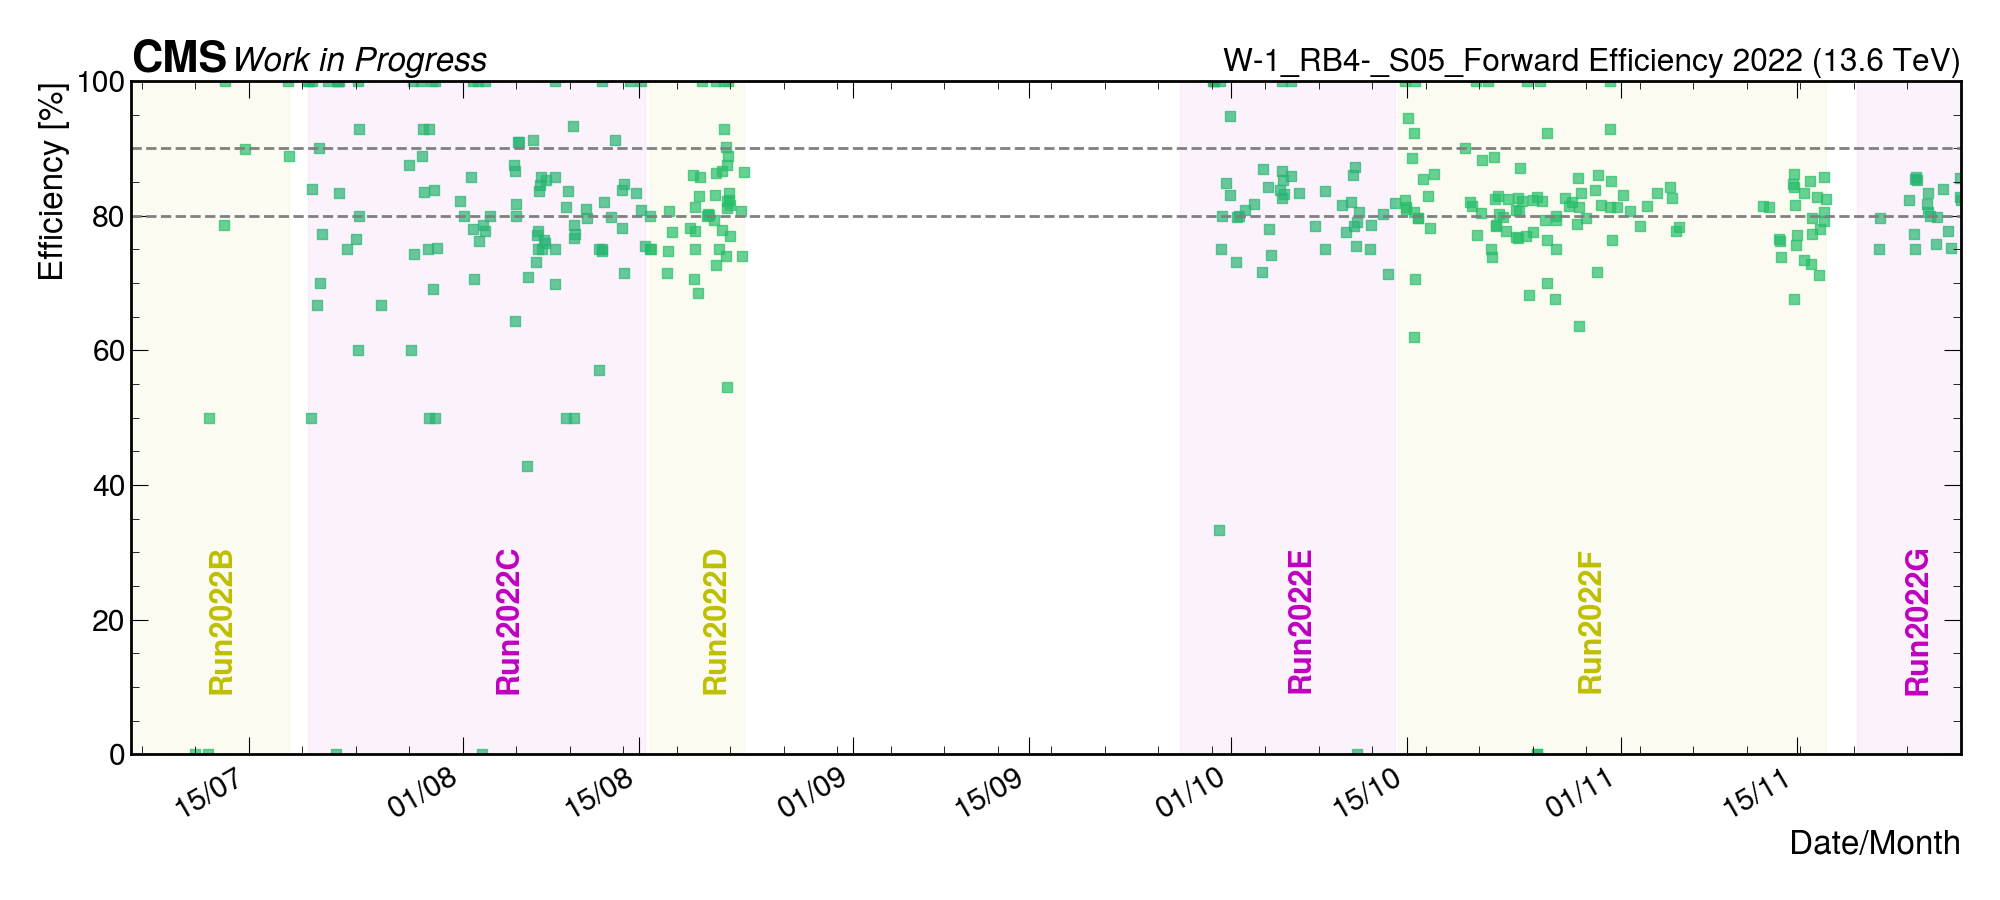 CMS Work in Progress
W-1_RB4-_S05_Forward Efficiency 2022 (13.6 TeV)
Efficiency [%]
100
80
60
40
20
0
Run2022B
Run2022C
Run2022D
Run2022E
Run2022F
Run2022G
15/07
01/08
15/08
01/09
15/09
01/10
15/10
01/11
15/11
Date/Month